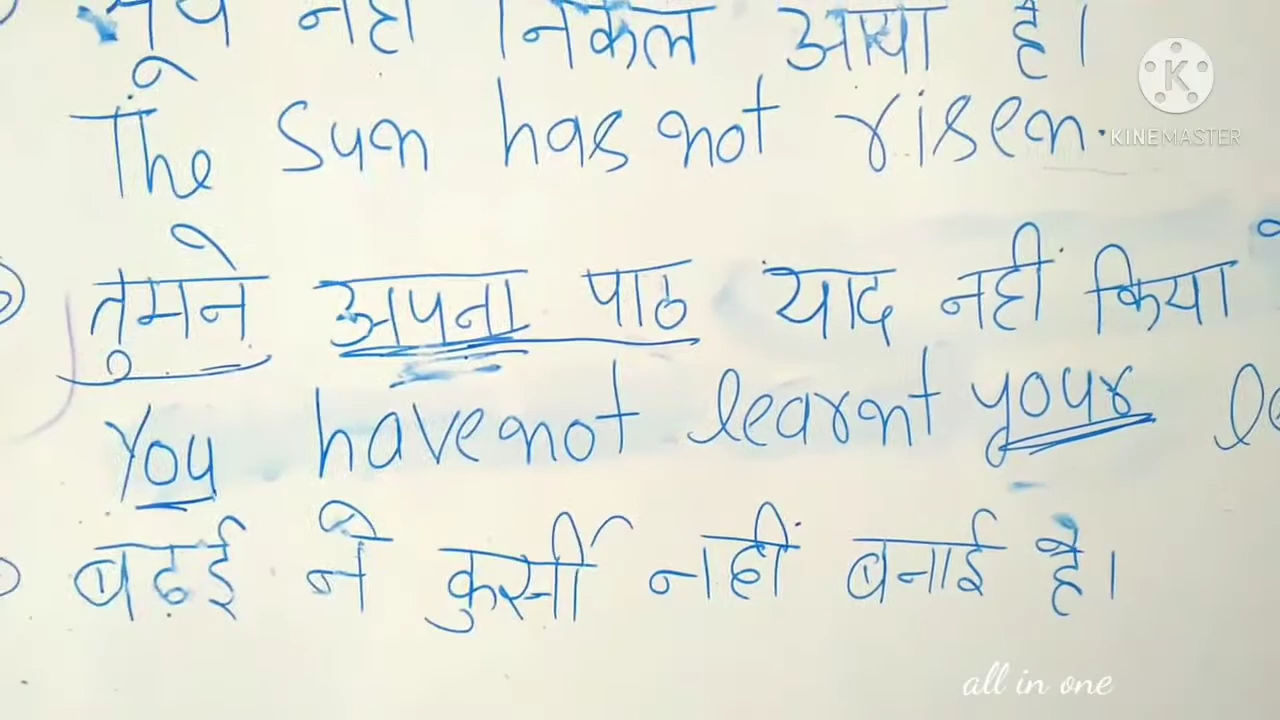 सूर्य नही निकल आया है।
The Sun has not risen.
KINEMASTER
तुमने अपना पाठ याद नही किया
You have not learnt your
बढ़ई ने कुर्सी नही बनाई है।
all in one